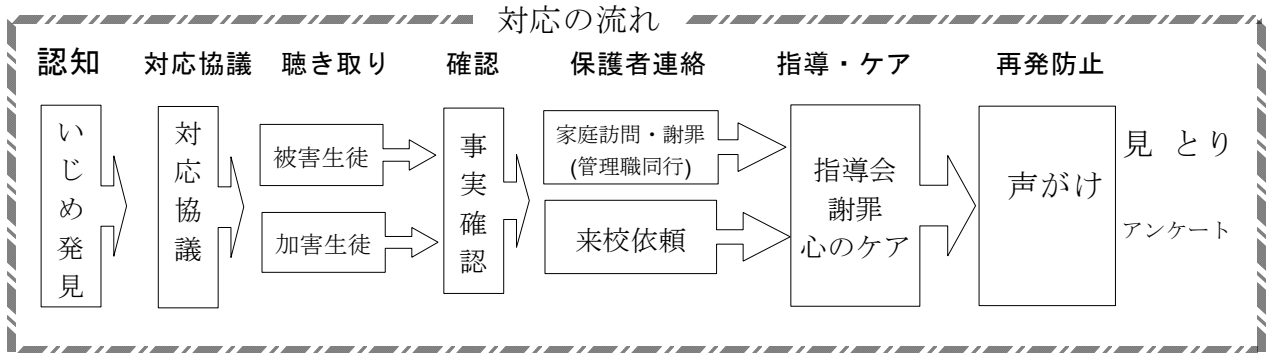 対応の流れ
認知 対応協議 聴き取り 確認 保護者連絡 指導・ケア 再発防止
いじめ発見
対応協議
被害生徒
加害生徒
事実確認
家庭訪問・謝罪
(管理職同行)
来校依頼
指導会
謝罪
心のケア
声がけ
見 とり
アンケート